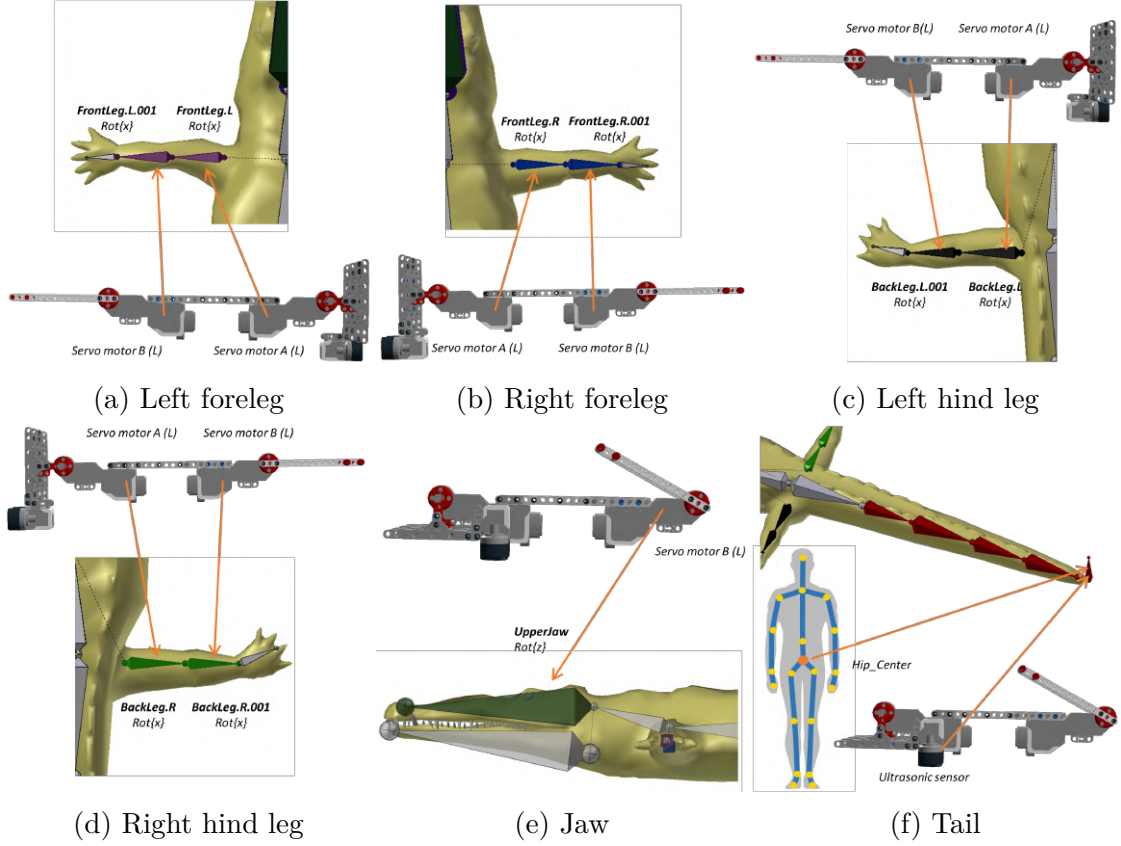 FrontLeg.L.001 FrontLeg.L
Rot{x} Rot{x}
Servo motor B (L) Servo motor A (L)
(a) Left foreleg
FrontLeg.R FrontLeg.R.001
Rot{x} Rot{x}
Servo motor A (L) Servo motor B (L)
(b) Right foreleg
Servo motor B(L) Servo motor A (L)
BackLeg.L.001 BackLeg.L
Rot{x} Rot{x}
(c) Left hind leg
Servo motor A (L) Servo motor B (L)
BackLeg.R BackLeg.R.001
Rot{x} Rot{x}
(d) Right hind leg
Servo motor B (L)
UpperJaw
Rot{z}
(e) Jaw
Hip_Center
Ultrasonic sensor
(f) Tail